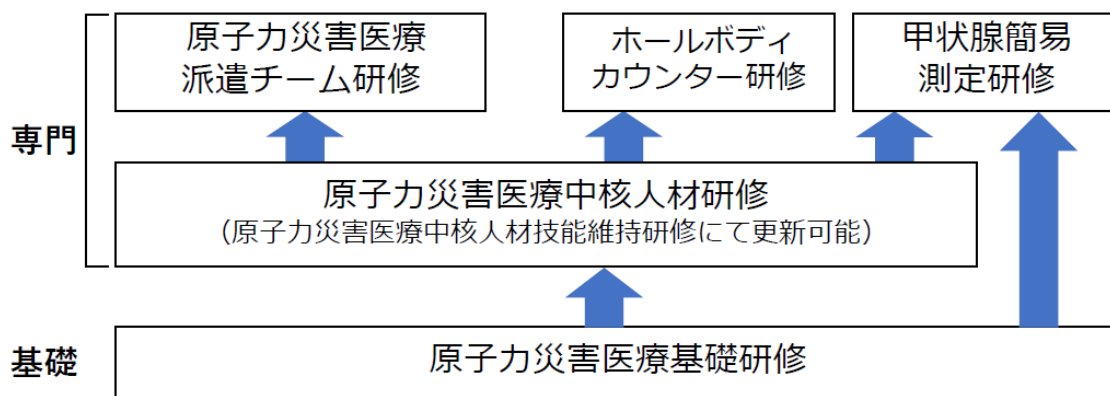 原子力災害医療
派遣チーム研修
ホールボディ
カウンター研修
甲状腺簡易
測定研修
専門
原子力災害医療中核人材研修
（原子力災害医療中核人材技能維持研修にて更新可能）
基礎
原子力災害医療基礎研修